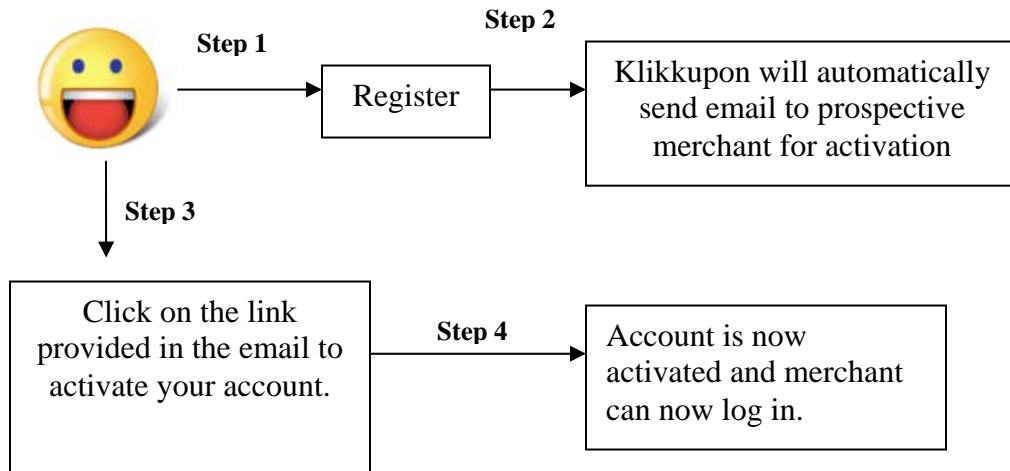 Step 1
Register
Step 2
Klikkupon will automatically
send email to prospective
merchant for activation
Step 3
Click on the link
provided in the email to
activate your account.
Step 4
Account is now
activated and merchant
can now log in.